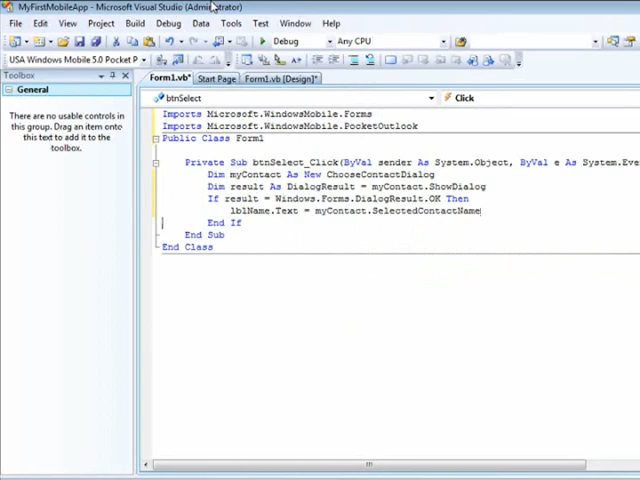 MyFirstMobileApp - Microsoft Visual Studio (Administrator)
File Edit View Project Build Debug Data Tools Test Window Help
Debug Any CPU
USA Windows Mobile 5.0 Pocket P
Toolbox
Form1.vb* Start Page Form1.vb [Design]*
General
btnSelect Click
There are no usable controls in
this group. Drag an item onto
this text to add it to the
toolbox.
Imports Microsoft.WindowsMobile.Forms
Imports Microsoft.WindowsMobile.PocketOutlook
Public Class Form1
Private Sub btnSelect_Click(ByVal sender As System.Object, ByVal e As System.Eve
Dim myContact As New ChooseContactDialog
Dim result As DialogResult = myContact.ShowDialog
If result = Windows.Forms.DialogResult.OK Then
lblName.Text = myContact.SelectedContactName
End If
End Sub
End Class